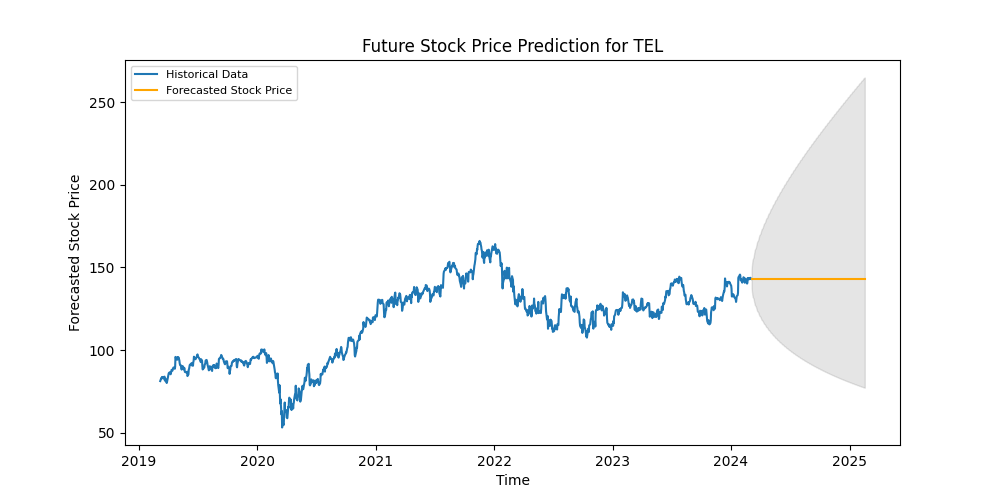 Future Stock Price Prediction for TEL
Historical Data
Forecasted Stock Price
Forecasted Stock Price
250
200
150
100
50
2019
2020
2021
2022
2023
2024
2025
Time